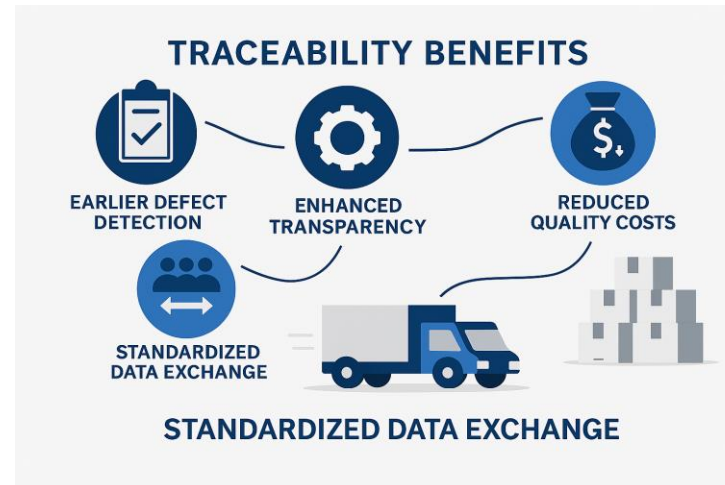 TRACEABILITY BENEFITS
EARLIER DEFECT
DETECTION
ENHANCED
TRANSPARENCY
$
REDUCED
QUALITY COSTS
STANDARDIZED
DATA EXCHANGE
STANDARDIZED DATA EXCHANGE